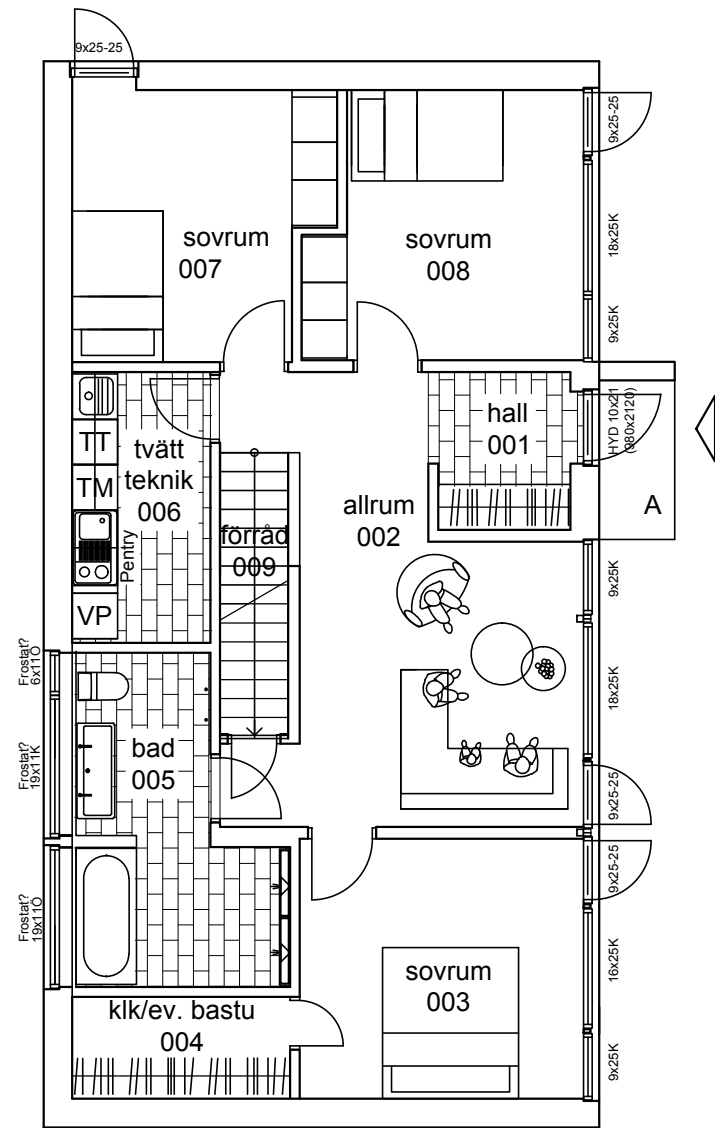 9x25-25
9x25-25
18x25K
9x25K
sovrum
007
sovrum
008
HYD 10x21
(980x2120)
hall
001
A
TT
TM
Pentry
VP
tvätt
teknik
006
förråd
009
allrum
002
9x25K
18x25K
9x25-25
Frostat?
6x11Ö
Frostat?
19x11K
Frostat?
19x11Ö
bad
005
9x25-25
16x25K
9x25K
sovrum
003
klk/ev. bastu
004